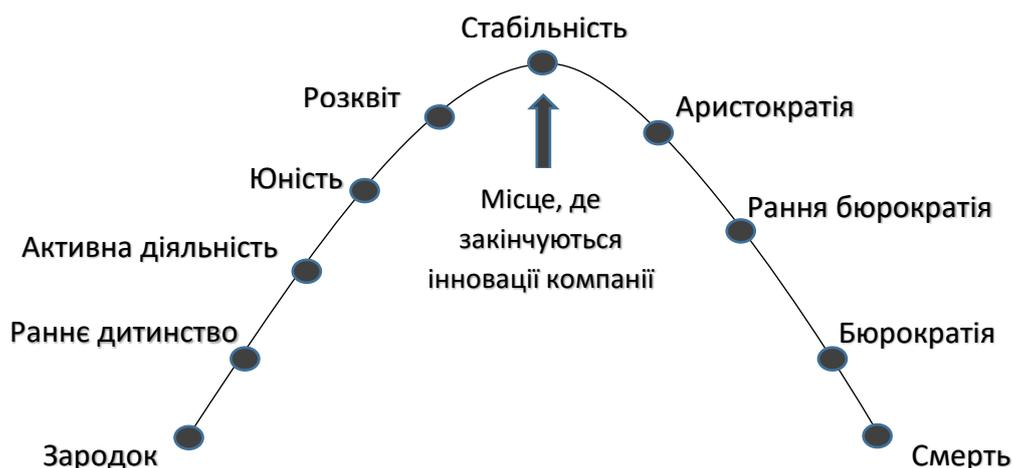 Стабільність
Розквіт
Аристократія
Юність
Місце, де
закінчуються
інновації компанії
Рання бюрократія
Активна діяльність
Раннє дитинство
Бюрократія
Зародок
Смерть